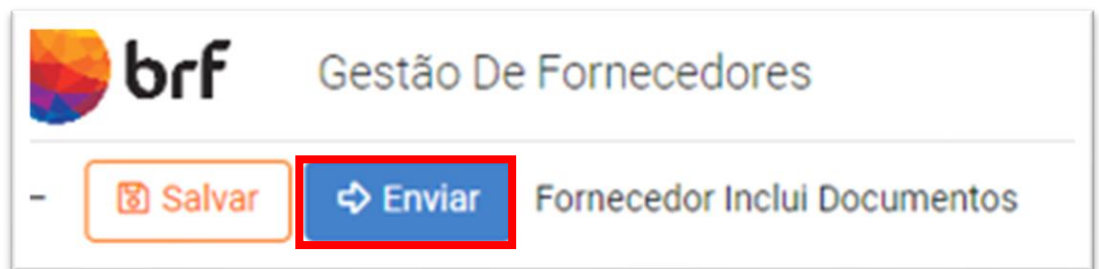 brf Gestão De Fornecedores
– Salvar Enviar Fornecedor Inclui Documentos